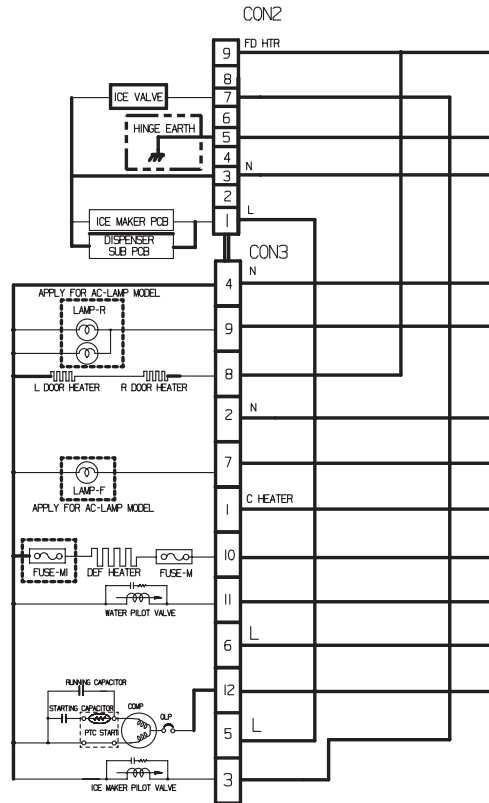 CON2
9 FD HTR
8
ICE VALVE 7
6
HINGE EARTH 5
4
3 N
2
ICE MAKER PCB 1 L
DISPENSER
SUB PCB
CON3
4 N
APPLY FOR AC-LAMP MODEL
LAMP-R 9
8
L DOOR HEATER R DOOR HEATER
2 N
7
LAMP-F
APPLY FOR AC-LAMP MODEL
1 C HEATER
10
FUSE-M1 DEF HEATER FUSE-M
11
WATER PILOT VALVE
6 L
RUNNING CAPACITOR
12
STARTING CAPACITOR COMP OLP
PTC START
5 L
3
ICE MAKER PILOT VALVE